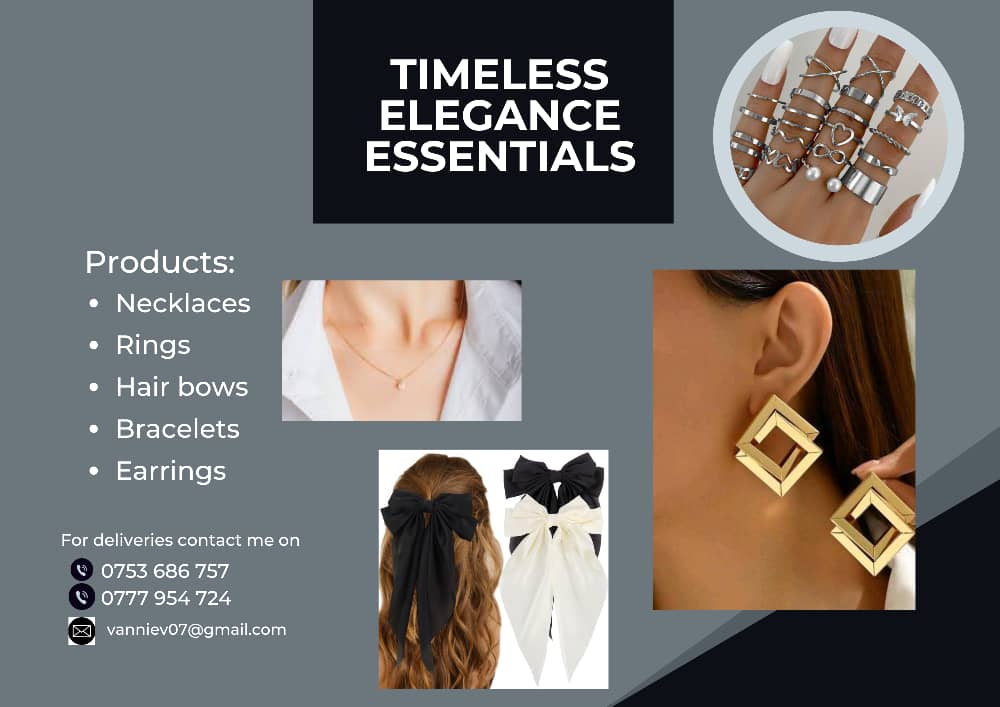 TIMELESS
ELEGANCE
ESSENTIALS
Products:
• Necklaces
• Rings
• Hair bows
• Bracelets
• Earrings
For deliveries contact me on
0753 686 757
0777 954 724
vanniev07@gmail.com